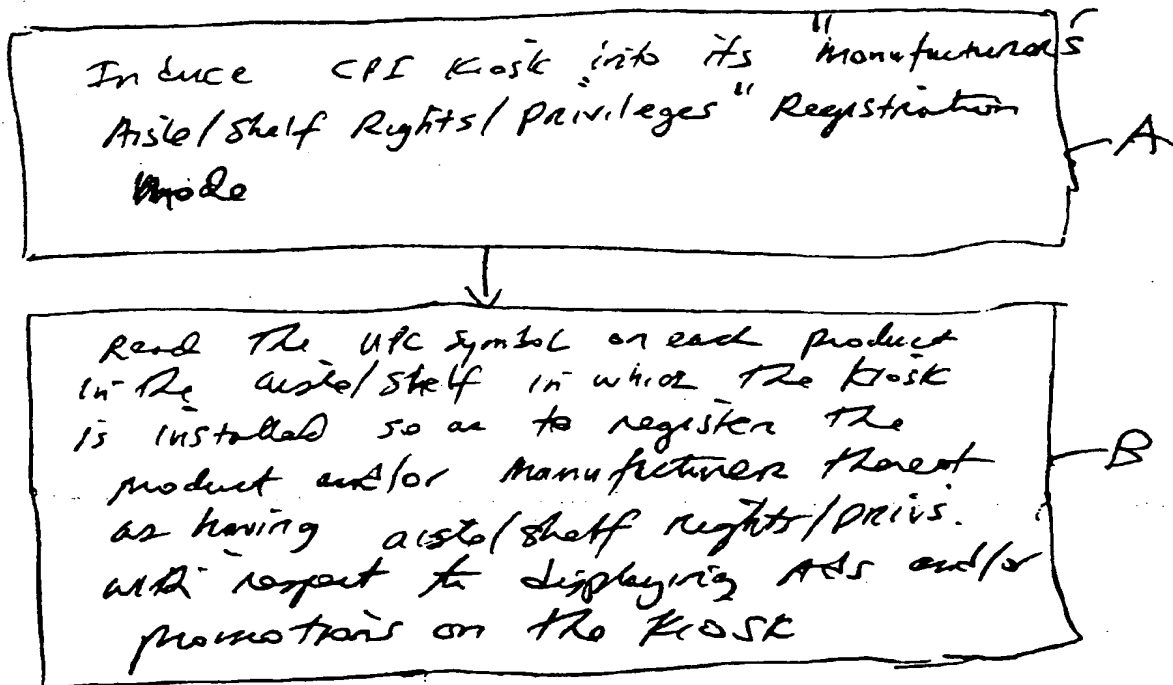 Induce CPI Kiosk into its "Manufacturer's
Aisle/Shelf Rights/Privileges" Registration
Mode
A
Read The UPC Symbol on each product
in the aisle/shelf in which The Kiosk
is installed so as to register the
product and/or Manufacturer thereof
as having aisle/shelf rights/privs.
with respect to displaying Ads and/or
promotions on the Kiosk
B